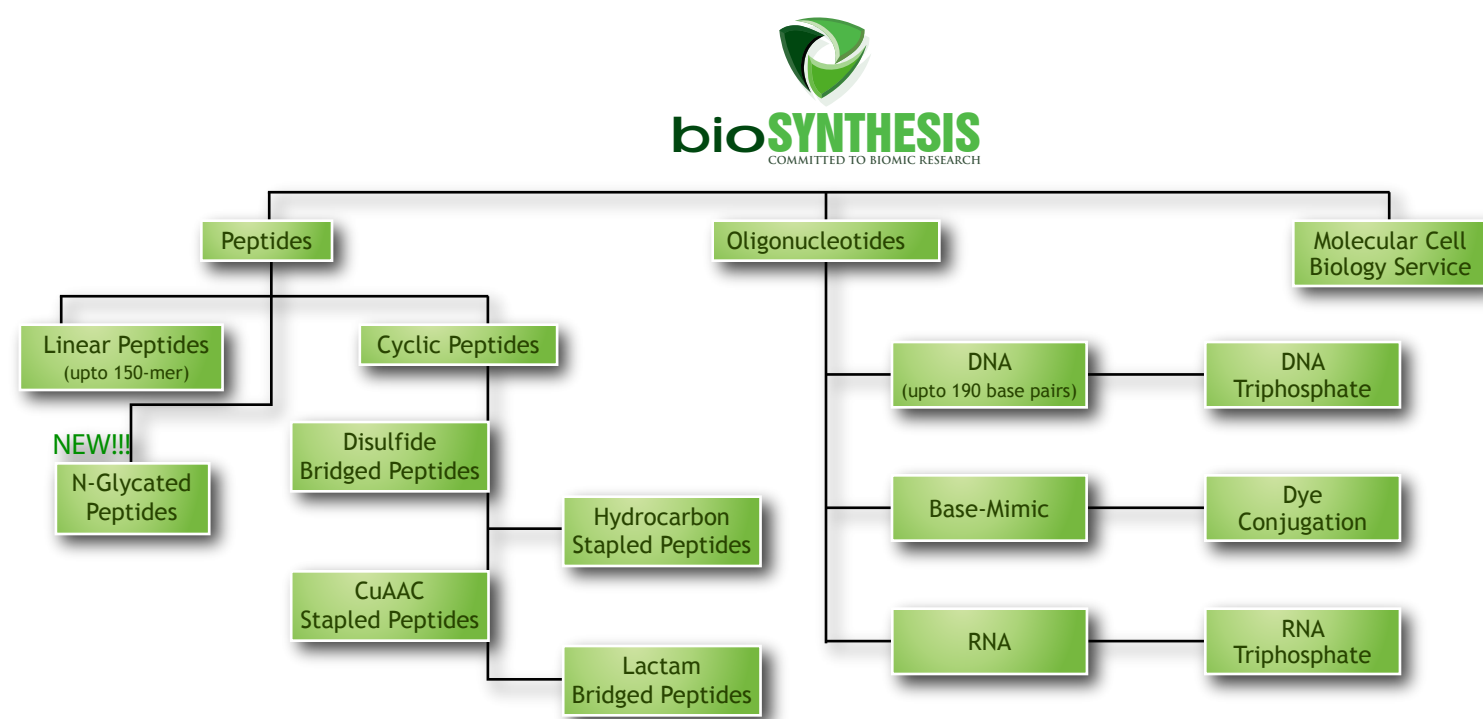 bioSYNTHESIS
COMMITTED TO BIOMIC RESEARCH
Peptides
Oligonucleotides
Molecular Cell
Biology Service
Linear Peptides
(upto 150-mer)
Cyclic Peptides
DNA
(upto 190 base pairs)
DNA
Triphosphate
NEW!!!
N-Glycated
Peptides
Disulfide
Bridged Peptides
Hydrocarbon
Stapled Peptides
Base-Mimic
Dye
Conjugation
CuAAC
Stapled Peptides
Lactam
Bridged Peptides
RNA
RNA
Triphosphate